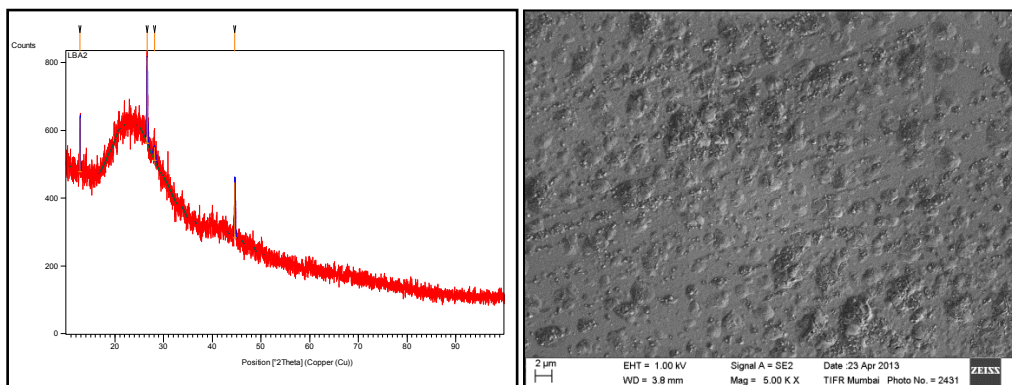 Counts
LBA2
800
600
400
200
0
20 30 40 50 60 70 80 90
Position [°2Theta] (Copper (Cu))
2 µm
EHT = 1.00 kV Signal A = SE2 Date :23 Apr 2013
WD = 3.8 mm Mag = 5.00 K X TIFR Mumbai Photo No. = 2431
ZEISS